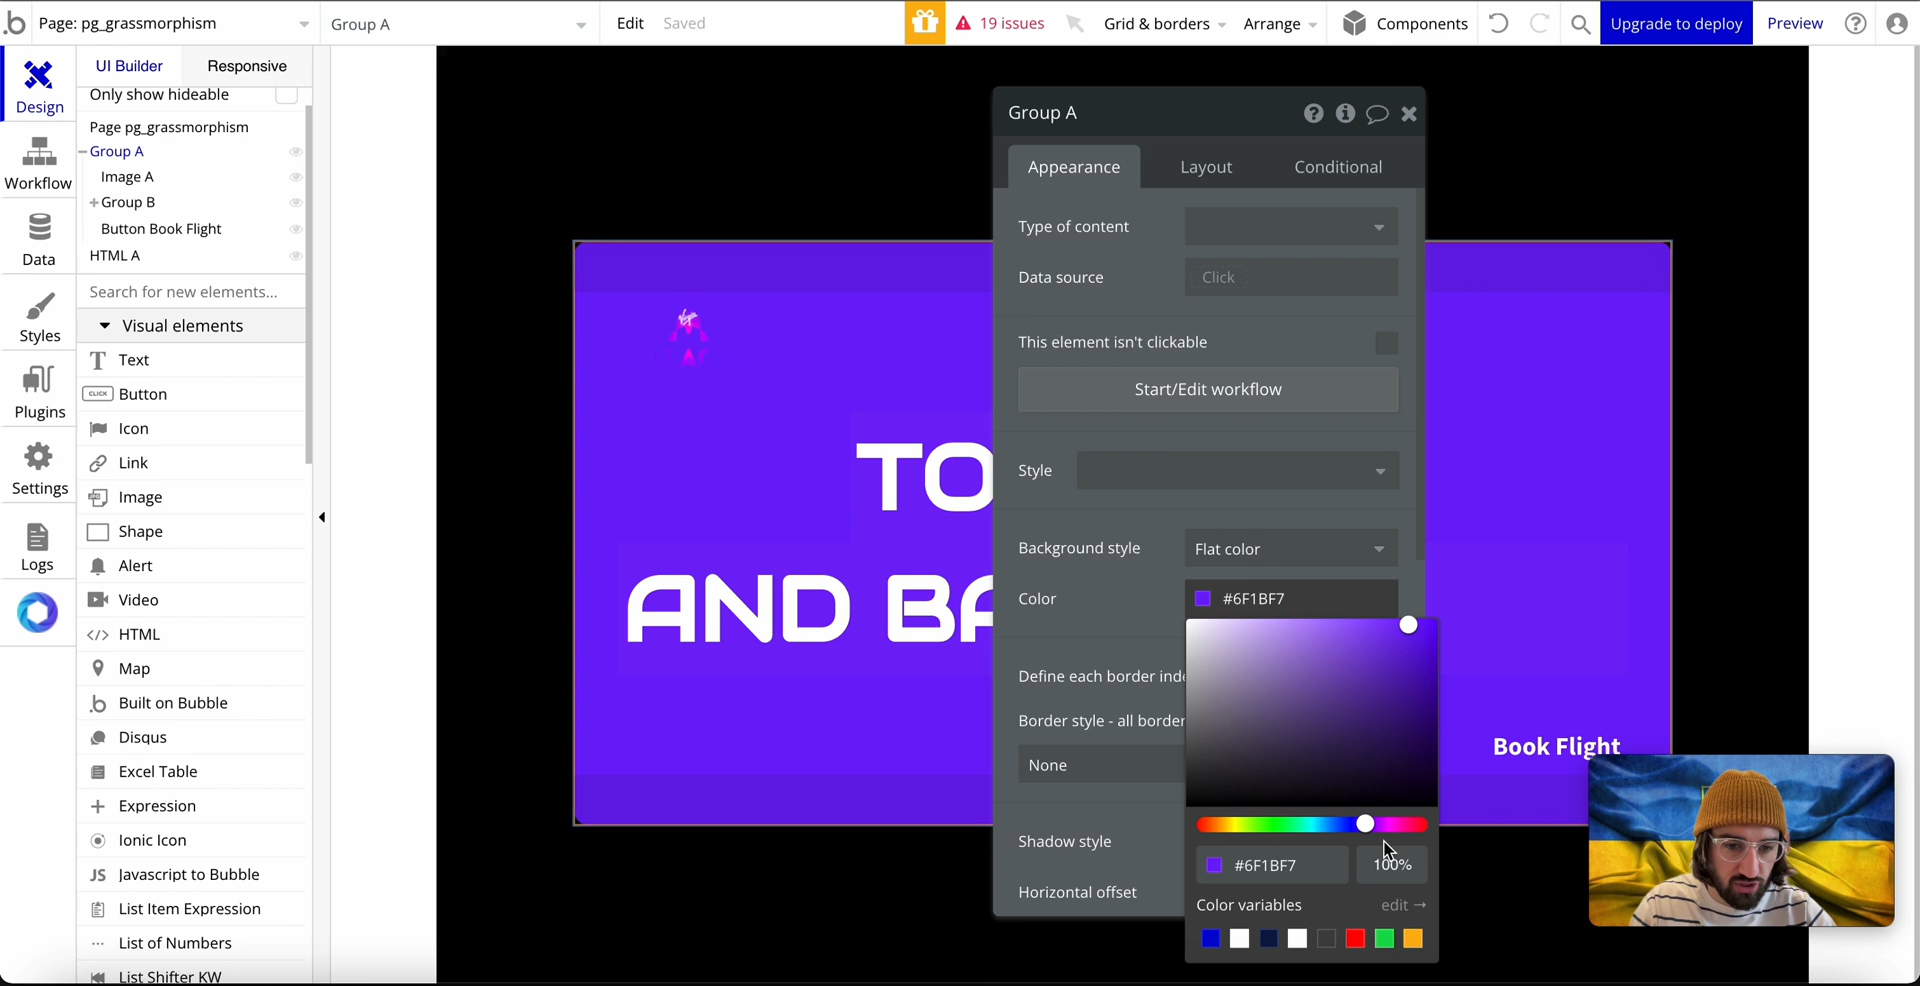 Page: pg_grassmorphism
Group A
Edit
Saved
19 issues
Grid & borders
Arrange
Components
Upgrade to deploy
Preview
Design
Workflow
Data
Styles
Plugins
Settings
Logs
UI Builder
Responsive
Only show hideable
Page pg_grassmorphism
Group A
Image A
Group B
Button Book Flight
HTML A
Search for new elements...
Visual elements
Text
CLICK Button
Icon
Link
Image
Shape
Alert
Video
</> HTML
Map
Built on Bubble
Disqus
Excel Table
Expression
Ionic Icon
JS Javascript to Bubble
List Item Expression
List of Numbers
List Shifter KW
TO
AND BA
Book Flight
Group A
Appearance
Layout
Conditional
Type of content
Data source
Click
This element isn't clickable
Start/Edit workflow
Style
Background style
Flat color
Color
#6F1BF7
Define each border inde
Border style - all border
None
Shadow style
Horizontal offset
#6F1BF7
100%
Color variables
edit →